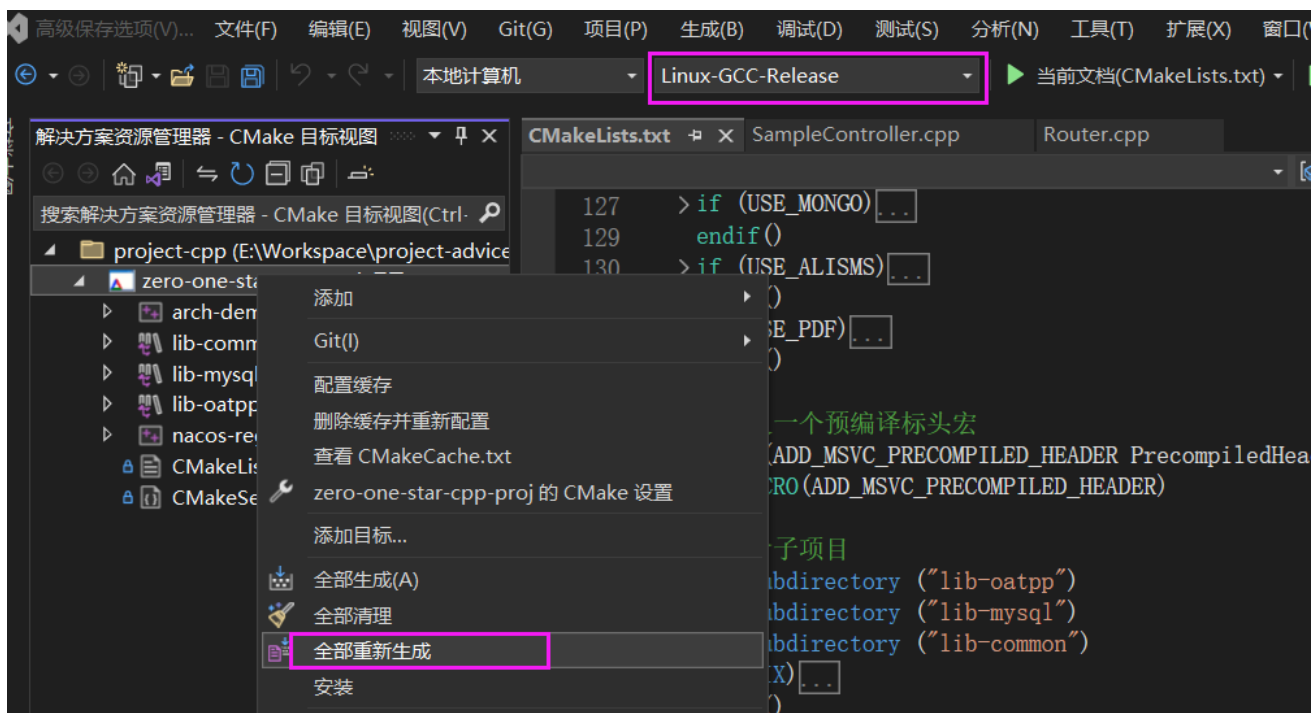 高级保存选项(V)... 文件(F) 编辑(E) 视图(V) Git(G) 项目(P) 生成(B) 调试(D) 测试(S) 分析(N) 工具(T) 扩展(X) 窗口(
本地计算机 Linux-GCC-Release 当前文档(CMakeLists.txt)
解决方案资源管理器 - CMake 目标视图
CMakeLists.txt SampleController.cpp Router.cpp
搜索解决方案资源管理器 - CMake 目标视图(Ctrl-
project-cpp (E:\Workspace\project-advice
zero-one-sta
arch-dem
lib-comm
lib-mysql
lib-oatpp
nacos-re
CMakeLis
CMakeSe
添加
Git(I)
配置缓存
删除缓存并重新配置
查看 CMakeCache.txt
zero-one-star-cpp-proj 的 CMake 设置
添加目标...
全部生成(A)
全部清理
全部重新生成
安装
127 if (USE_MONGO)...
129 endif()
130 if (USE_ALISMS)...
()
SE_PDF)...
()
一个预编译标头宏
(ADD_MSVC_PRECOMPILED_HEADER PrecompiledHea
CRO(ADD_MSVC_PRECOMPILED_HEADER)
子项目
ubdirectory ("lib-oatpp")
ubdirectory ("lib-mysql")
ubdirectory ("lib-common")
X)...
()